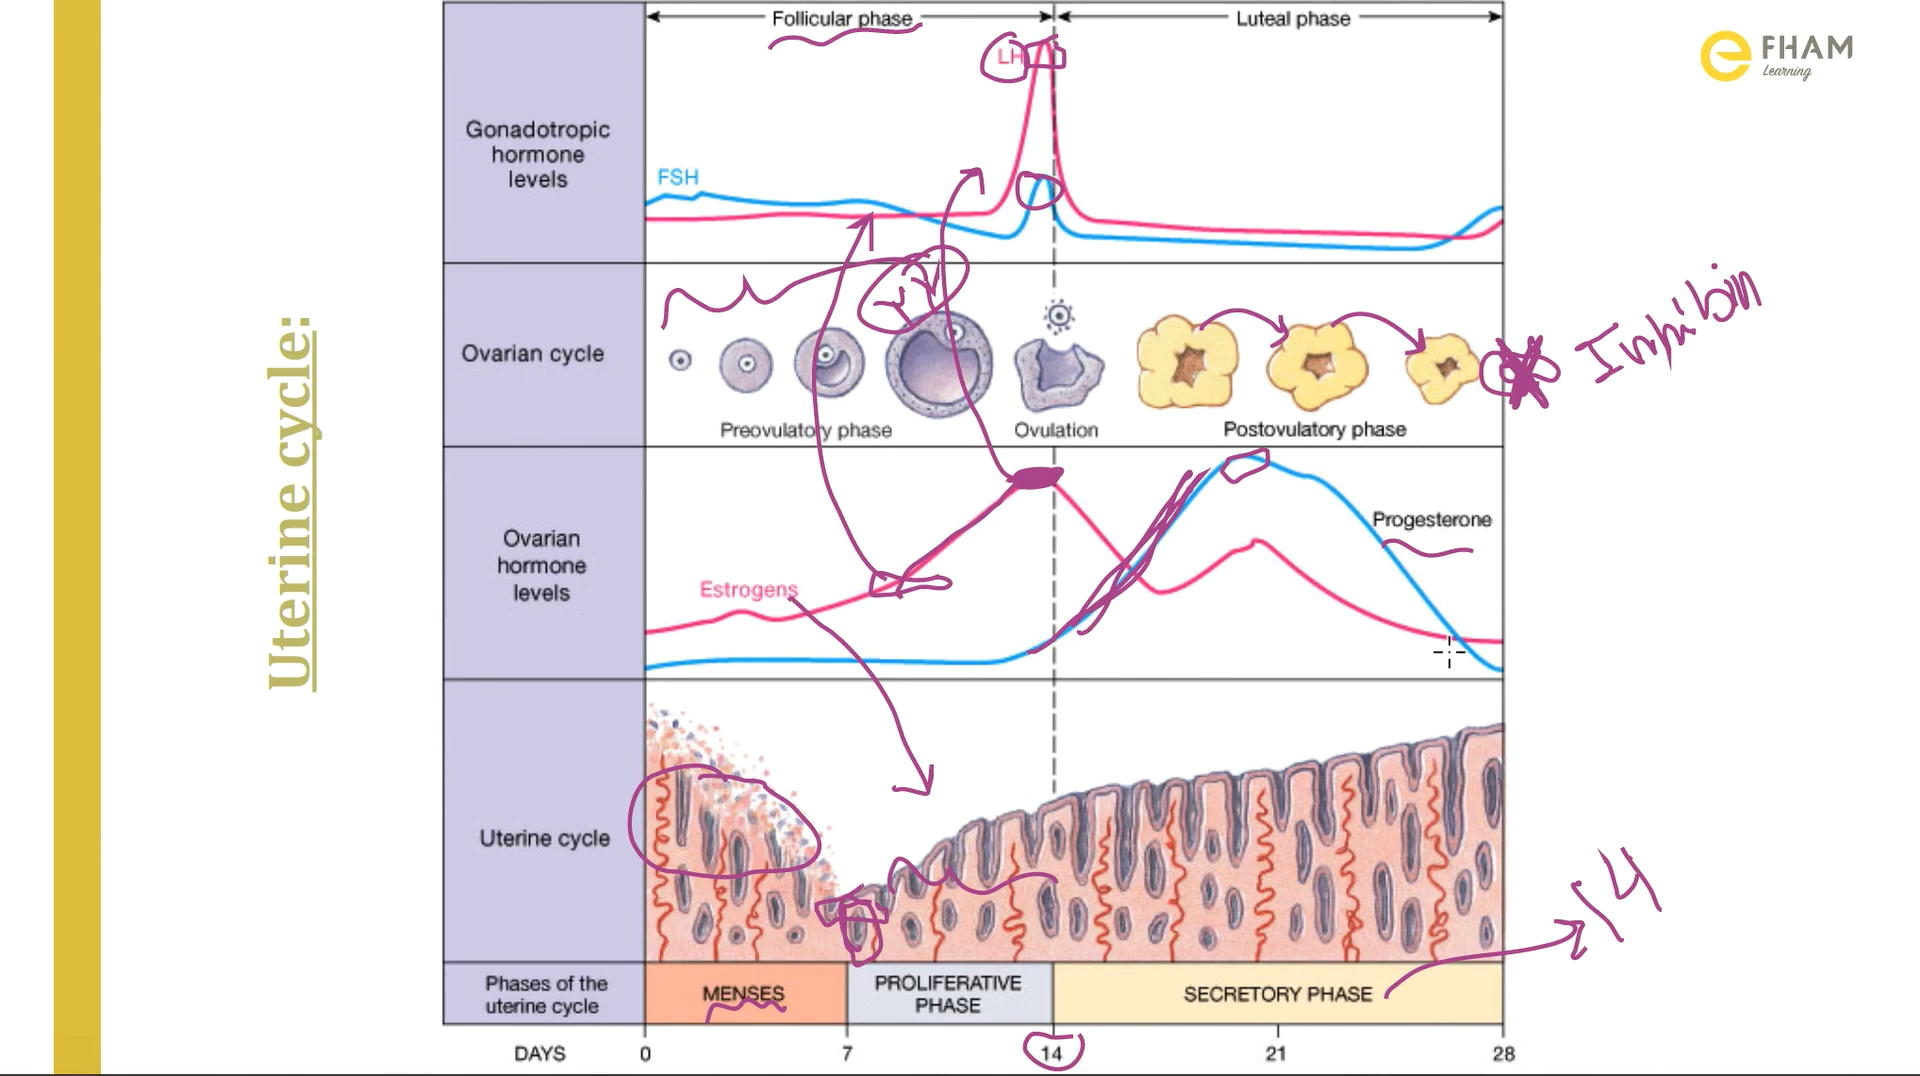 Uterine cycle:
EFHAM
Learning
Follicular phase
Luteal phase
LH
Gonadotropic
hormone
levels
FSH
Ovarian cycle
Preovulatory phase
Ovulation
Postovulatory phase
Inhibin
Ovarian
hormone
levels
Estrogens
Progesterone
Uterine cycle
14
Phases of the
uterine cycle
MENSES
PROLIFERATIVE
PHASE
SECRETORY PHASE
DAYS
0
7
14
21
28